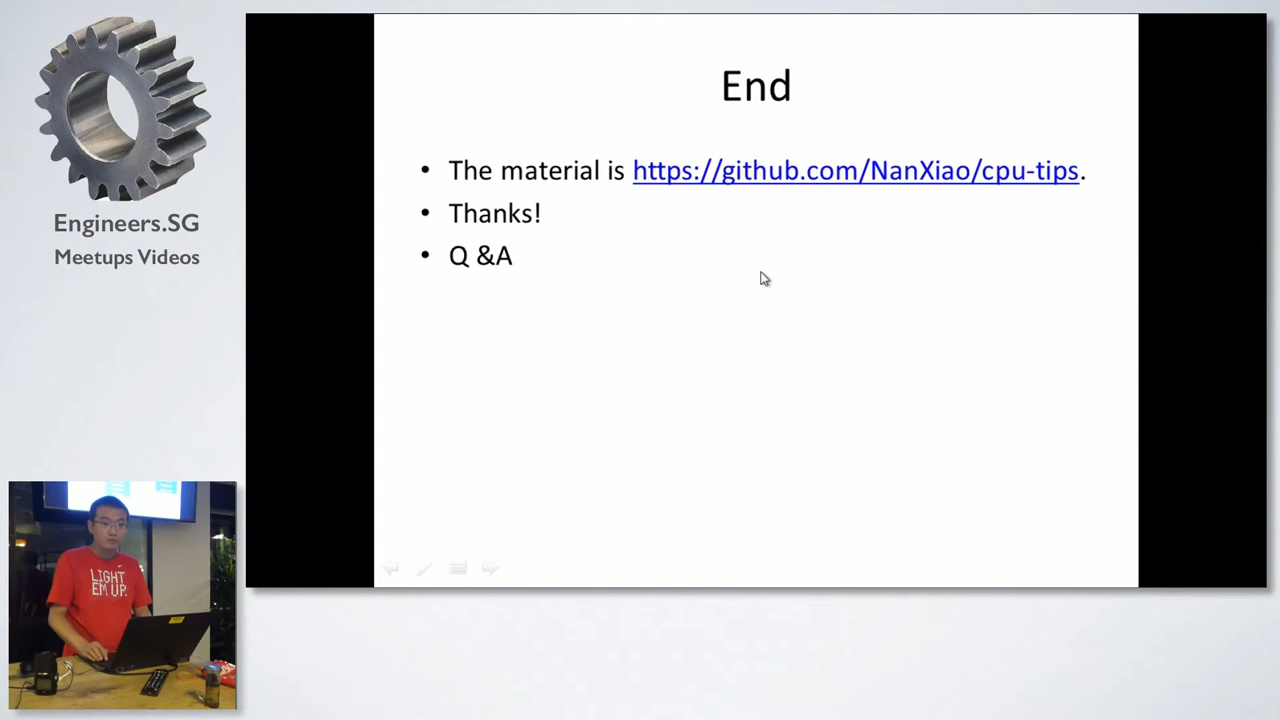 Engineers.SG
Meetups Videos
End
• The material is https://github.com/NanXiao/cpu-tips.
• Thanks!
• Q &A
LIGHT
EM UP.